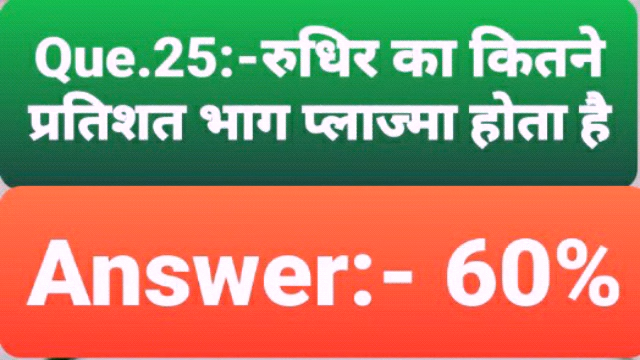 Que.25:-रुधिर का कितने
प्रतिशत भाग प्लाज्मा होता है
Answer:- 60%